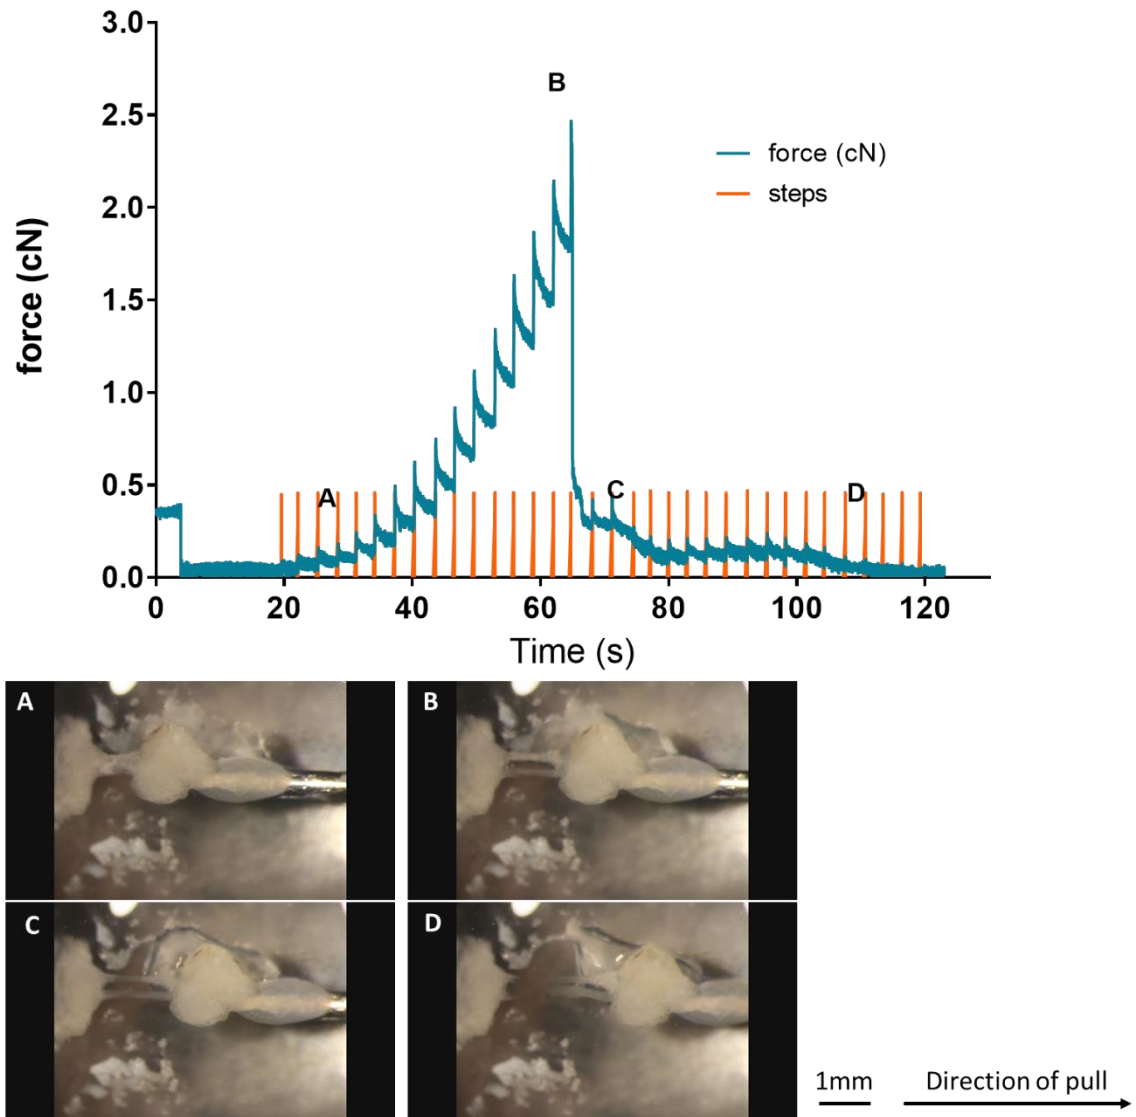 3.0
2.5
2.0
1.5
1.0
0.5
0.0
force (cN)
B
A
C
D
force (cN)
steps
0 20 40 60 80 100 120
Time (s)
A
B
C
D
1mm
Direction of pull